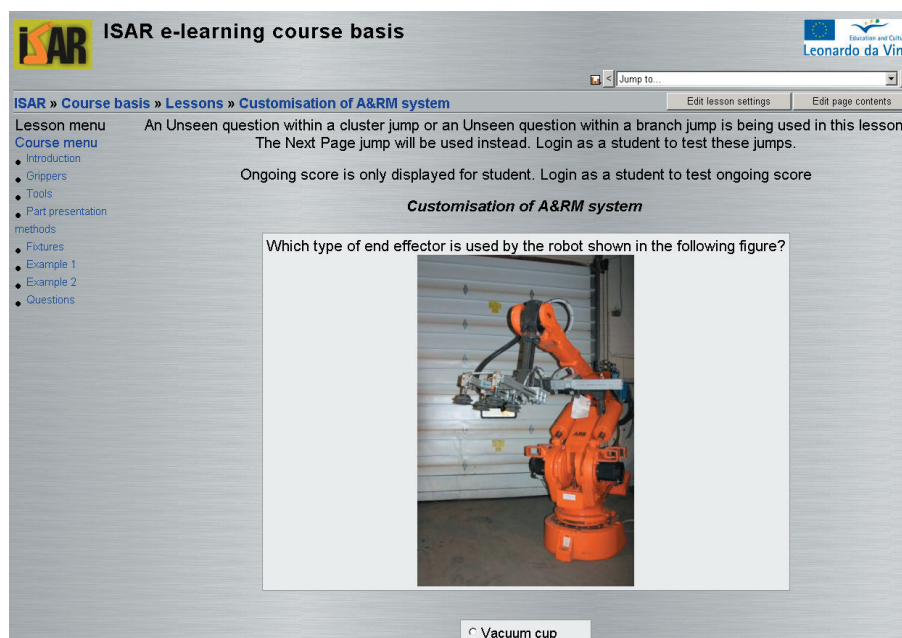 iSAR
ISAR e-learning course basis
Education and Cultu
Leonardo da Vin
< Jump to...
ISAR » Course basis » Lessons » Customisation of A&RM system
Edit lesson settings
Edit page contents
Lesson menu
Course menu
Introduction
Grippers
Tools
Part presentation
methods
Fixtures
Example 1
Example 2
Questions
An Unseen question within a cluster jump or an Unseen question within a branch jump is being used in this lesson
The Next Page jump will be used instead. Login as a student to test these jumps.
Ongoing score is only displayed for student. Login as a student to test ongoing score
Customisation of A&RM system
Which type of end effector is used by the robot shown in the following figure?
ABB
Vacuum cup